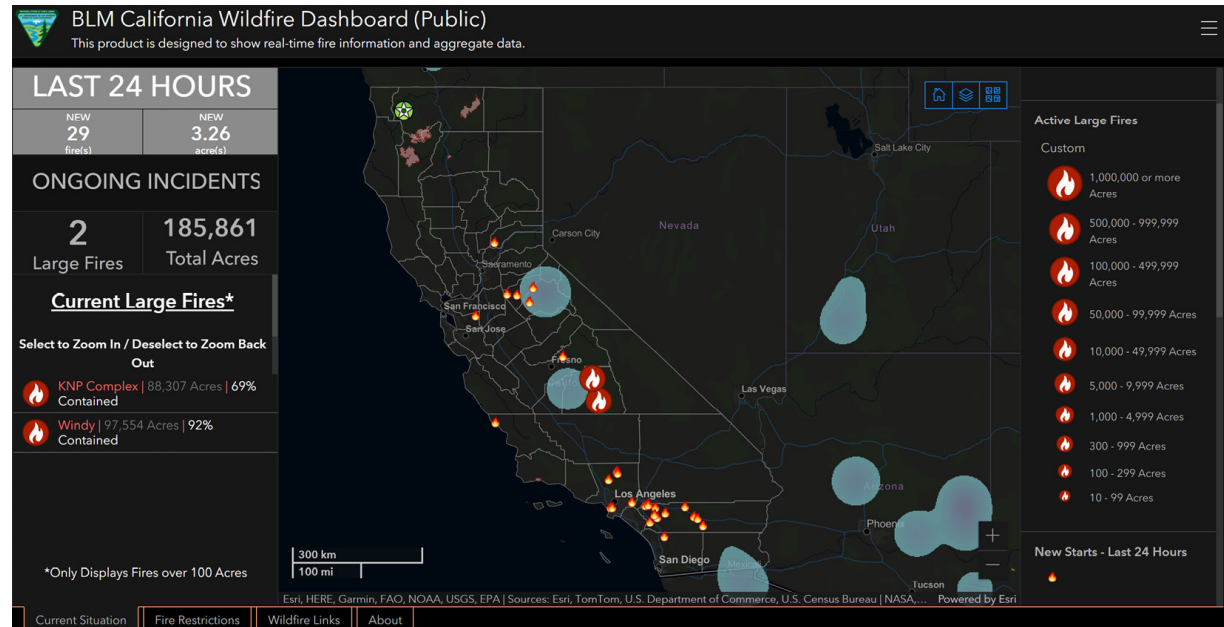 BLM California Wildfire Dashboard (Public)
This product is designed to show real-time fire information and aggregate data.
LAST 24 HOURS
NEW
29
fire(s)
NEW
3.26
acre(s)
ONGOING INCIDENTS
2
Large Fires
185,861
Total Acres
Current Large Fires*
Select to Zoom In / Deselect to Zoom Back
Out
KNP Complex | 88,307 Acres | 69%
Contained
Windy | 97,554 Acres | 92%
Contained
*Only Displays Fires over 100 Acres
Salt Lake City
Nevada
Utah
Carson City
Sacramento
San Francisco
San Jose
Fresno
Las Vegas
Los Angeles
Arizona
Phoenix
San Diego
Mexicali
Tucson
300 km
100 mi
Esri, HERE, Garmin, FAO, NOAA, USGS, EPA | Sources: Esri, TomTom, U.S. Department of Commerce, U.S. Census Bureau | NASA,... Powered by Esri
Active Large Fires
Custom
1,000,000 or more
Acres
500,000 - 999,999
Acres
100,000 - 499,999
Acres
50,000 - 99,999 Acres
10,000 - 49,999 Acres
5,000 - 9,999 Acres
1,000 - 4,999 Acres
300 - 999 Acres
100 - 299 Acres
10 - 99 Acres
New Starts - Last 24 Hours
Current Situation
Fire Restrictions
Wildfire Links
About